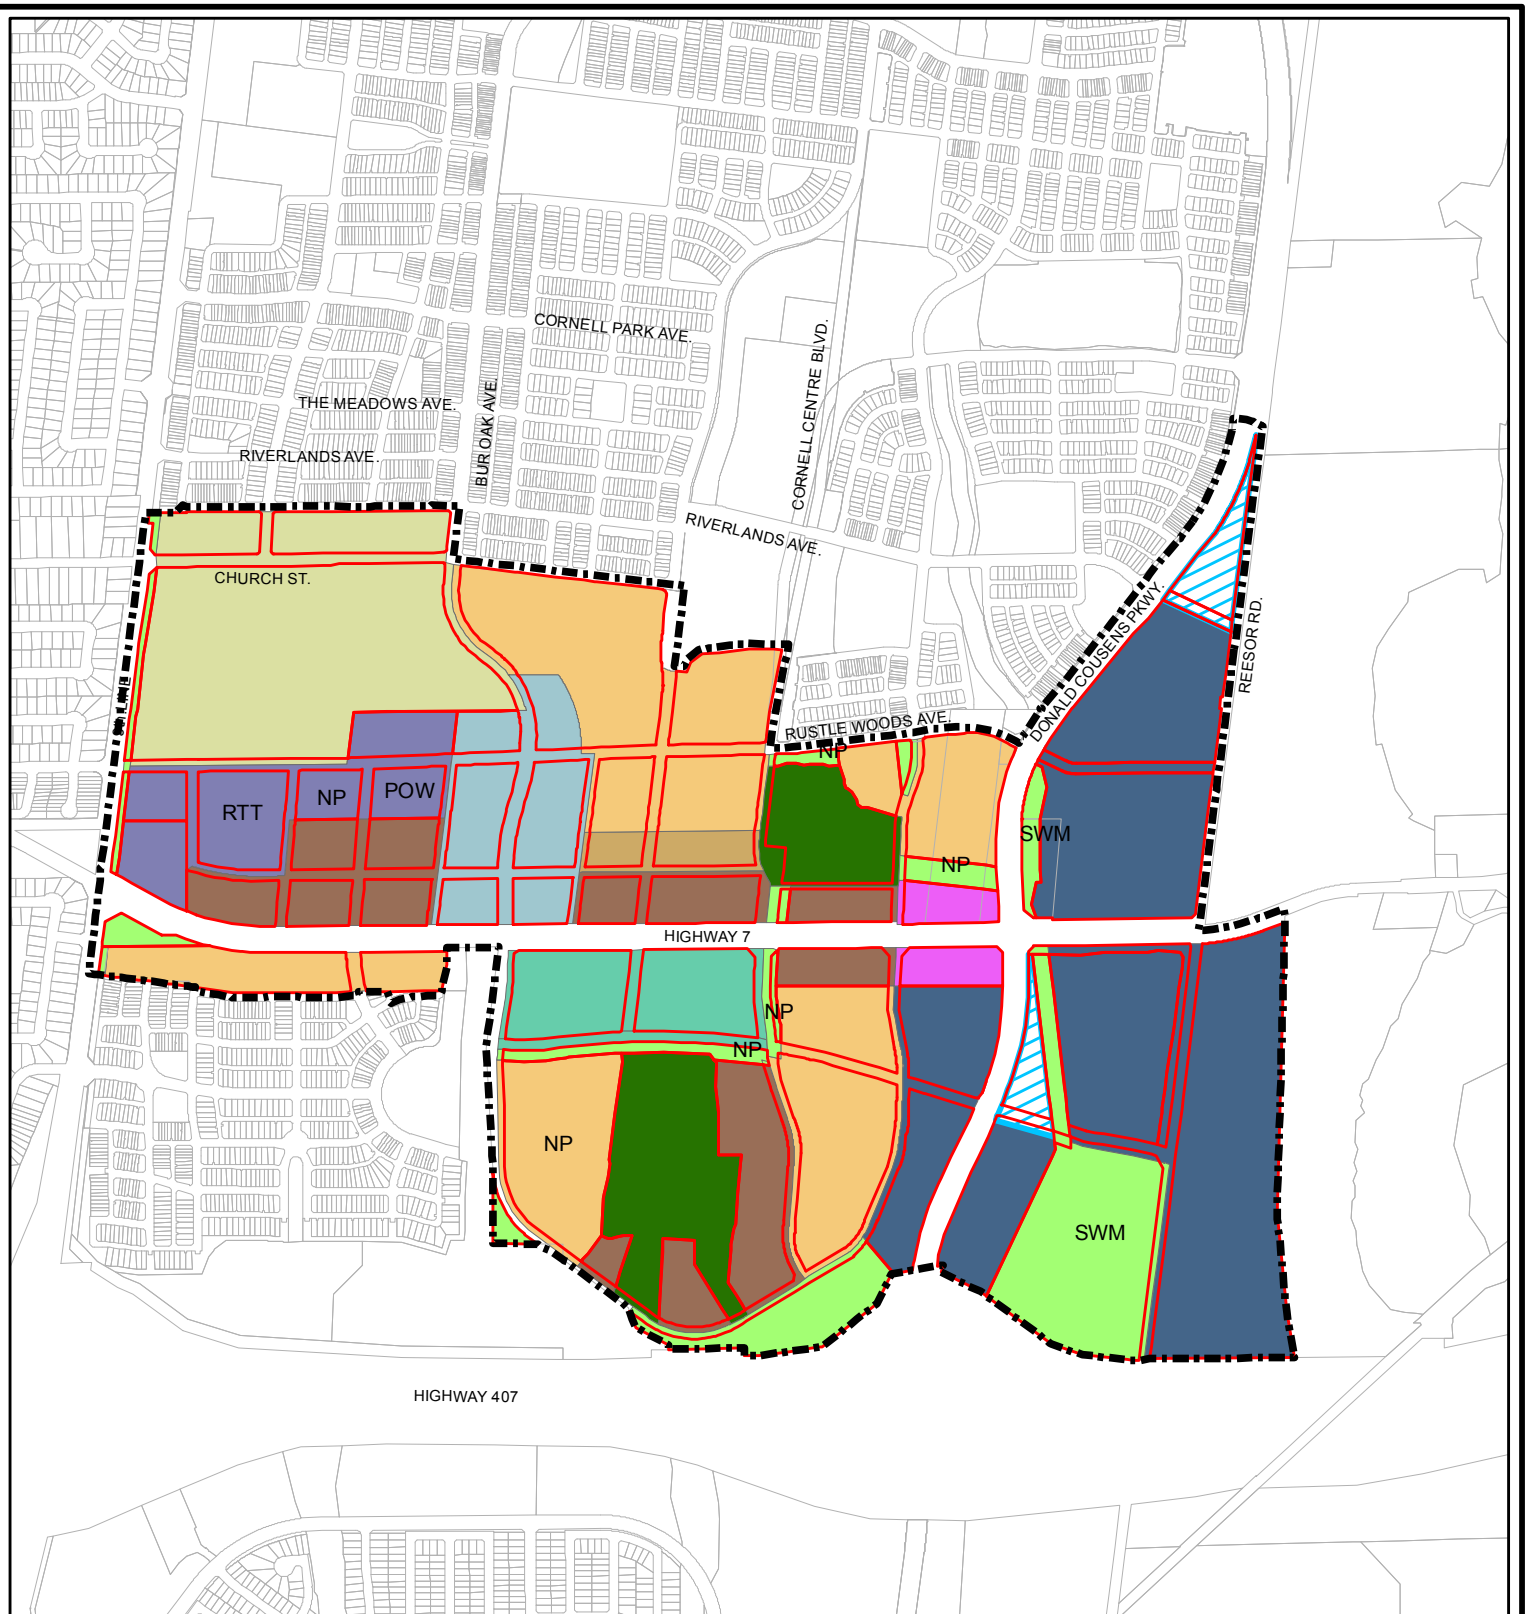 CORNELL PARK AVE.
CORNELL CENTRE BLVD.
THE MEADOWS AVE.
BUR OAK AVE.
RIVERLANDS AVE.
RIVERLANDS AVE.
CHURCH ST.
DONALD COUSENS PKWY.
REESOR RD.
RUSTLE WOODS AVE.
NP
RTT
NP
POW
SWM
NP
HIGHWAY 7
NP
NP
NP
SWM
HIGHWAY 407